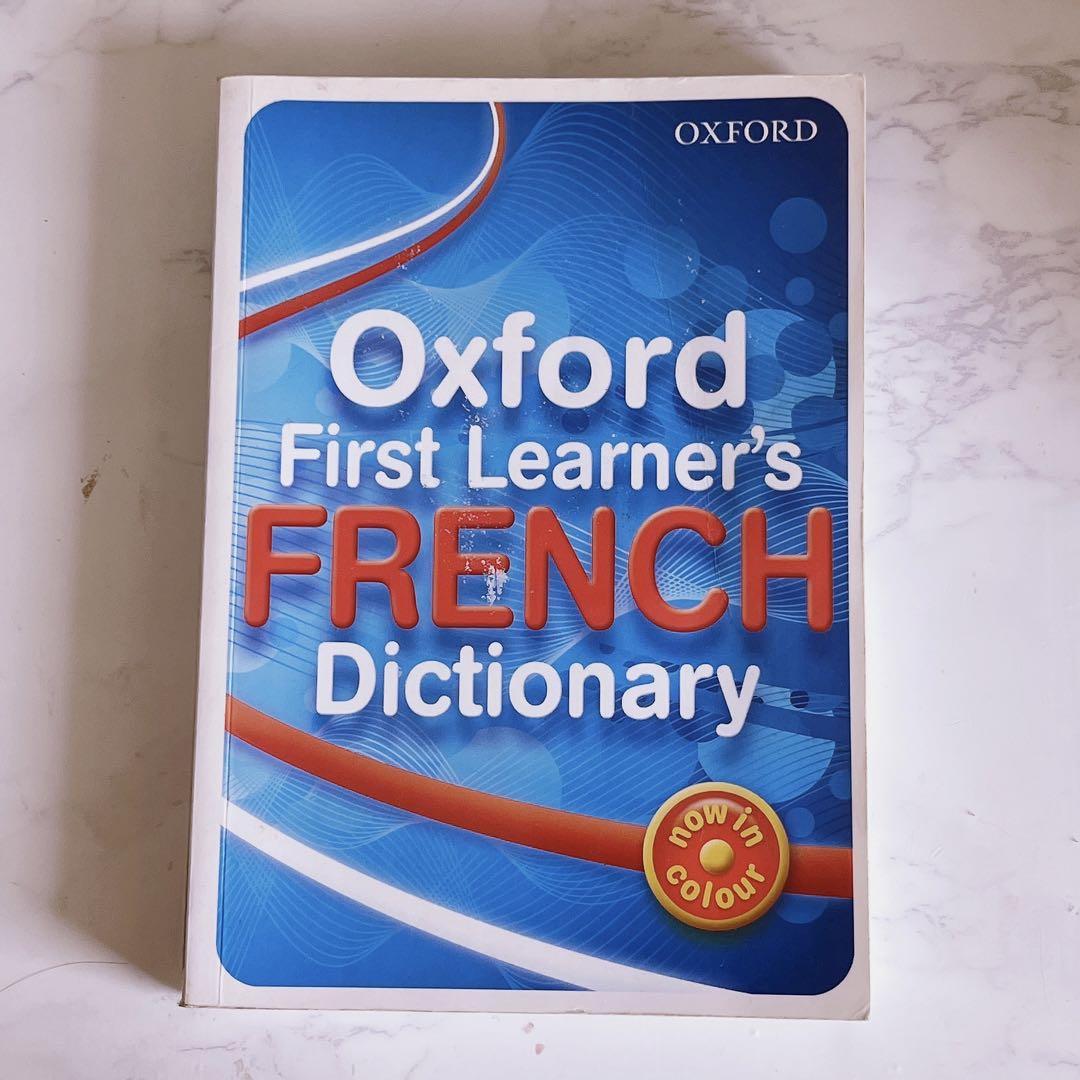 OXFORD
Oxford
First Learner's
FRENCH
Dictionary
now in
colour